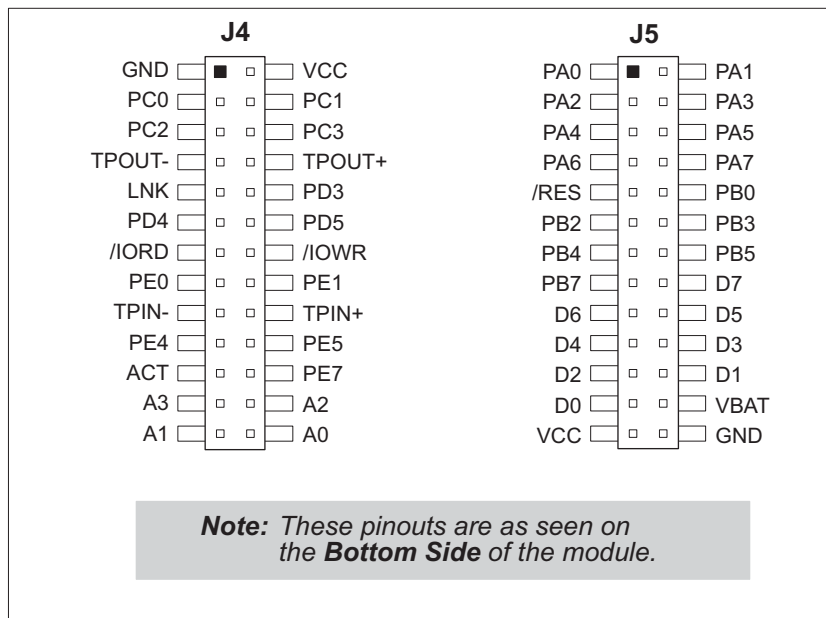 J4 J5
GND VCC PA0 PA1
PC0 PC1 PA2 PA3
PC2 PC3 PA4 PA5
TPOUT- TPOUT+ PA6 PA7
LNK PD3 /RES PB0
PD4 PD5 PB2 PB3
/IORD /IOWR PB4 PB5
PE0 PE1 PB7 D7
TPIN- TPIN+ D6 D5
PE4 PE5 D4 D3
ACT PE7 D2 D1
A3 A2 D0 VBAT
A1 A0 VCC GND
Note: These pinouts are as seen on
the Bottom Side of the module.